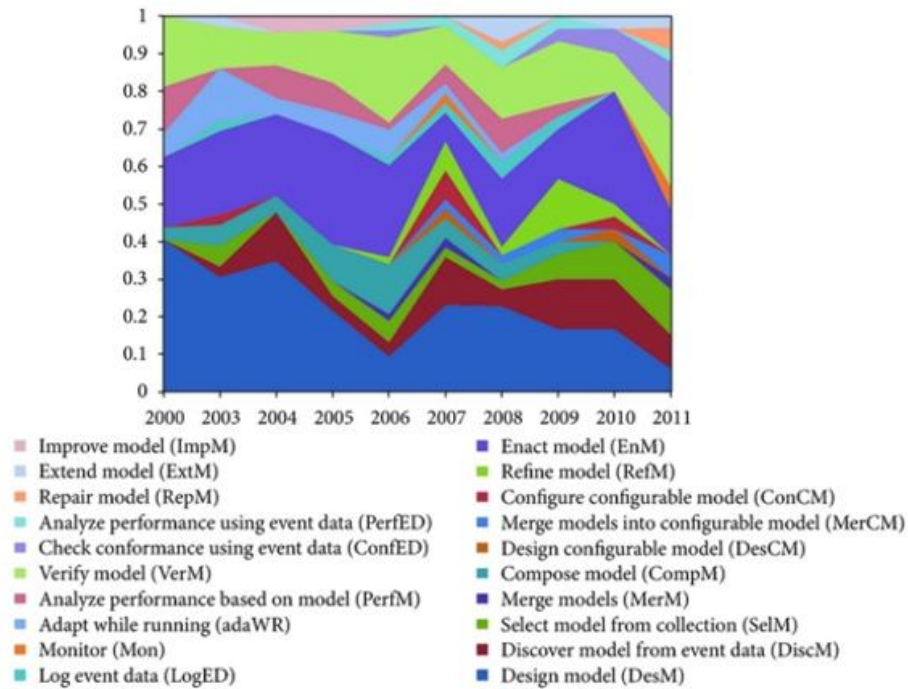 1
0.9
0.8
0.7
0.6
0.5
0.4
0.3
0.2
0.1
0
2000 2003 2004 2005 2006 2007 2008 2009 2010 2011
Improve model (ImpM)
Extend model (ExtM)
Repair model (RepM)
Analyze performance using event data (PerfED)
Check conformance using event data (ConfED)
Verify model (VerM)
Analyze performance based on model (PerfM)
Adapt while running (adaWR)
Monitor (Mon)
Log event data (LogED)
Enact model (EnM)
Refine model (RefM)
Configure configurable model (ConCM)
Merge models into configurable model (MerCM)
Design configurable model (DesCM)
Compose model (CompM)
Merge models (MerM)
Select model from collection (SelM)
Discover model from event data (DiscM)
Design model (DesM)